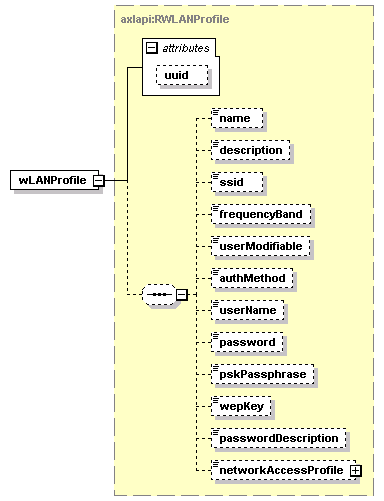 axlapi:RWLANProfile
attributes
uuid
wLANProfile
name
description
ssid
frequencyBand
userModifiable
authMethod
userName
password
pskPassphrase
wepKey
passwordDescription
networkAccessProfile